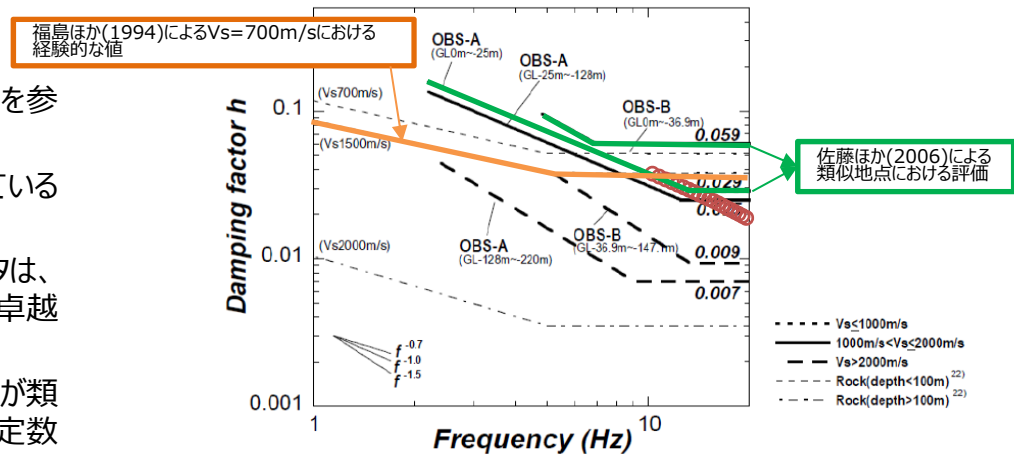 福島ほか(1994)によるVs=700m/sにおける
経験的な値
を参
ている
タは、
卓越
が類
定数
Damping factor h
0.1
0.01
0.001
(Vs700m/s)
(Vs1500m/s)
(Vs2000m/s)
OBS-A
(GL0m~-25m)
OBS-A
(GL-25m~-128m)
OBS-B
(GL0m~-36.9m)
0.059
0.029
佐藤ほか(2006)による
類似地点における評価
OBS-A
(GL-128m~-220m)
OBS-B
(GL-36.9m~-147.1m)
0.009
0.007
f -0.7
f -1.0
f -1.5
Vs≤1000m/s
1000m/s<Vs≤2000m/s
Vs>2000m/s
Rock(depth<100m) 22)
Rock(depth>100m) 22)
1
10
Frequency (Hz)